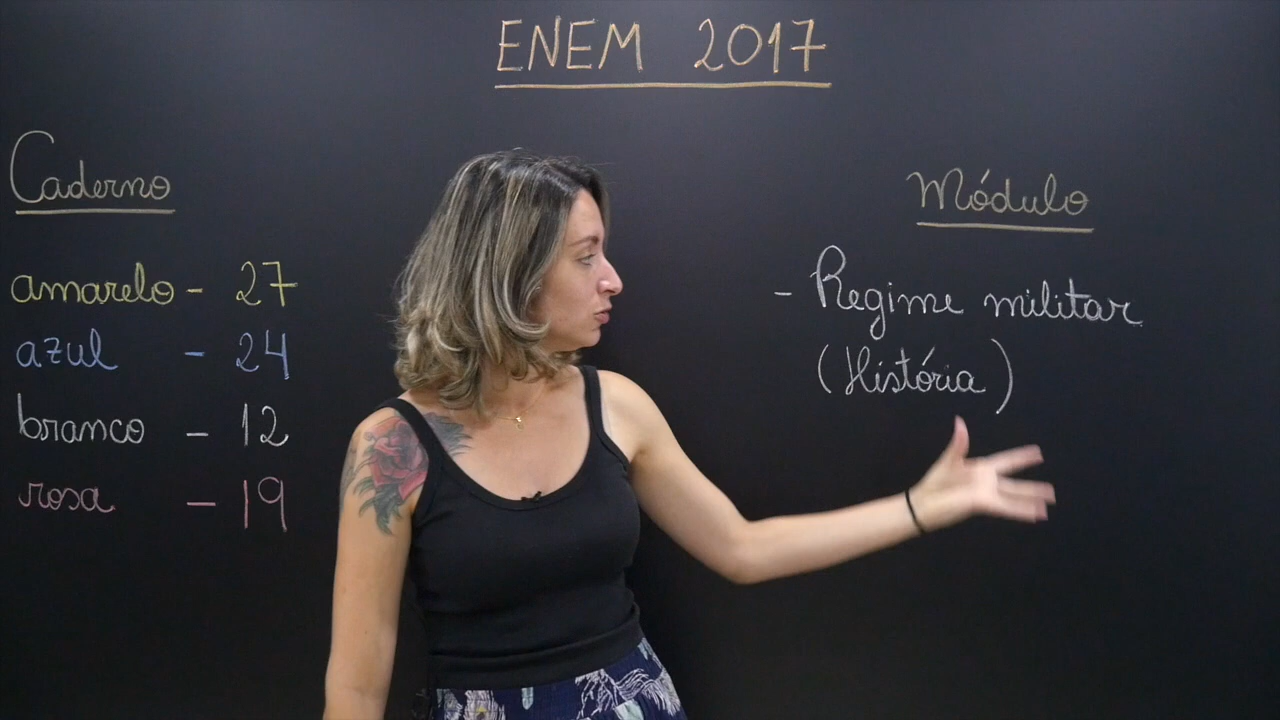 ENEM 2017
Caderno
amarelo - 27
azul - 24
branco - 12
rosa - 19
Módulo
- Regime militar
(História)